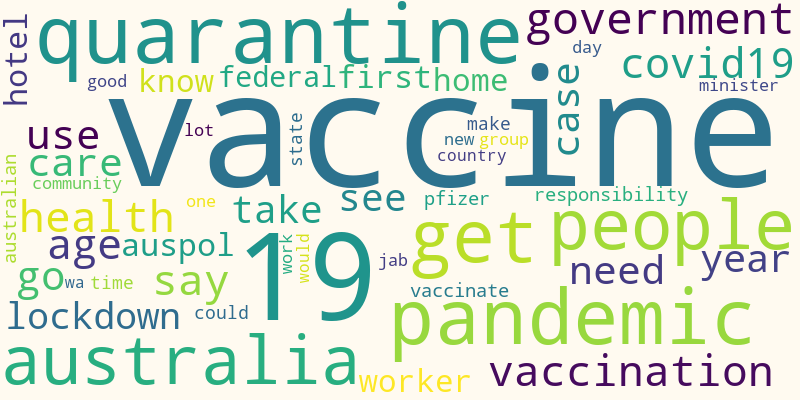 hotel
quarantine
government
day
covid19
good
know
federal
first
home
case
minister
vaccine
use
lot
state
make
new
group
country
care
australian
community
one
take
see
pfizer
responsibility
health
age
auspol
19
work
would
jab
get
people
need
year
go
wa
time
say
vaccinate
lockdown
could
pandemic
australia
worker
vaccination